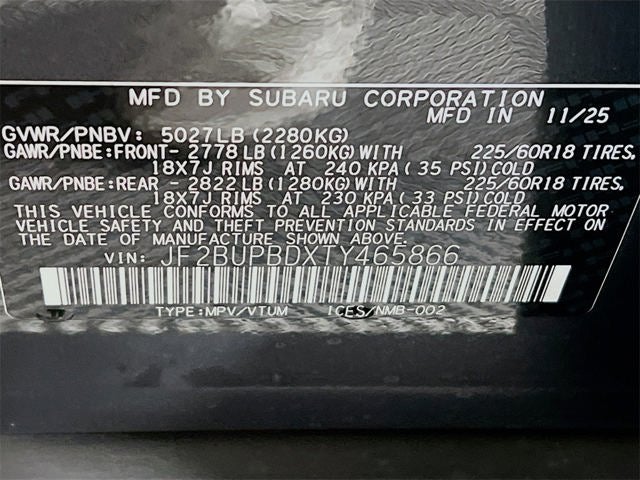 MFD BY SUBARU CORPORATION
MFD IN 11/25
GVWR/PNBV: 5027LB (2280KG)
GAWR/PNBE:FRONT- 2778 LB (1260KG) WITH 225/60R18 TIRES,
18X7J RIMS AT 240 KPA (35 PSI) COLD
GAWR/PNBE:REAR - 2822 LB (1280KG) WITH 225/60R18 TIRES,
18X7J RIMS AT 230 KPA (33 PSI) COLD
THIS VEHICLE CONFORMS TO ALL APPLICABLE FEDERAL MOTOR
VEHICLE SAFETY AND THEFT PREVENTION STANDARDS IN EFFECT ON
THE DATE OF MANUFACTURE SHOWN ABOVE.
VIN: JF2BUPBDXTY465866
TYPE:MPV/VTUM ICES/NMB-002